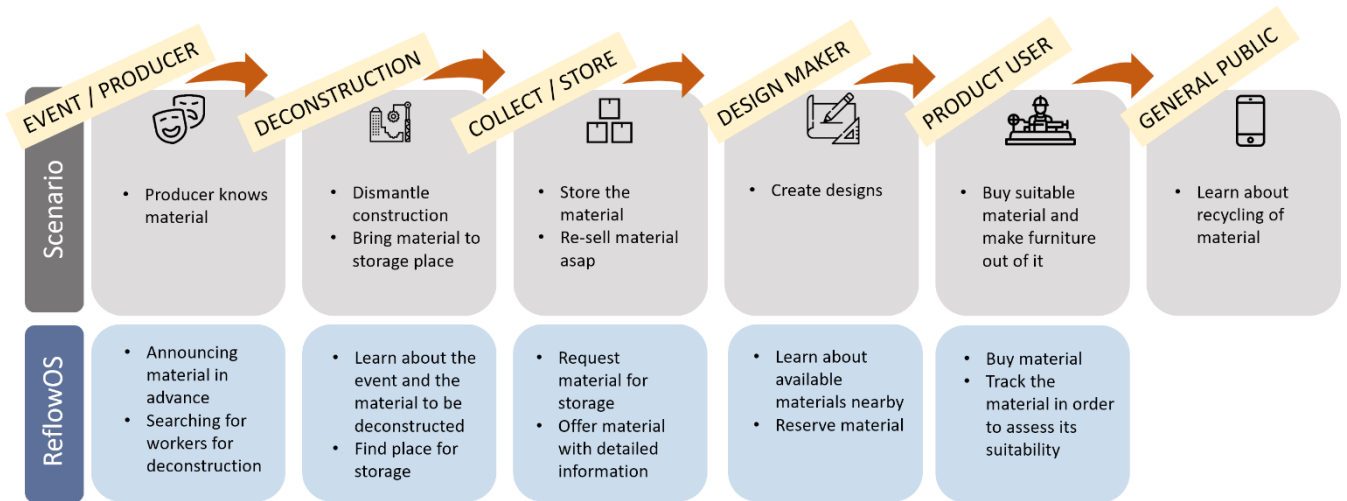 EVENT / PRODUCER
DECONSTRUCTION
COLLECT / STORE
DESIGN MAKER
PRODUCT USER
GENERAL PUBLIC
Scenario
• Producer knows
material
• Dismantle
construction
• Bring material to
storage place
• Store the
material
• Re-sell material
asap
• Create designs
• Buy suitable
material and
make furniture
out of it
• Learn about
recycling of
material
ReflowOS
• Announcing
material in
advance
• Searching for
workers for
deconstruction
• Learn about the
event and the
material to be
deconstructed
• Find place for
storage
• Request
material for
storage
• Offer material
with detailed
information
• Learn about
available
materials nearby
• Reserve material
• Buy material
• Track the
material in order
to assess its
suitability